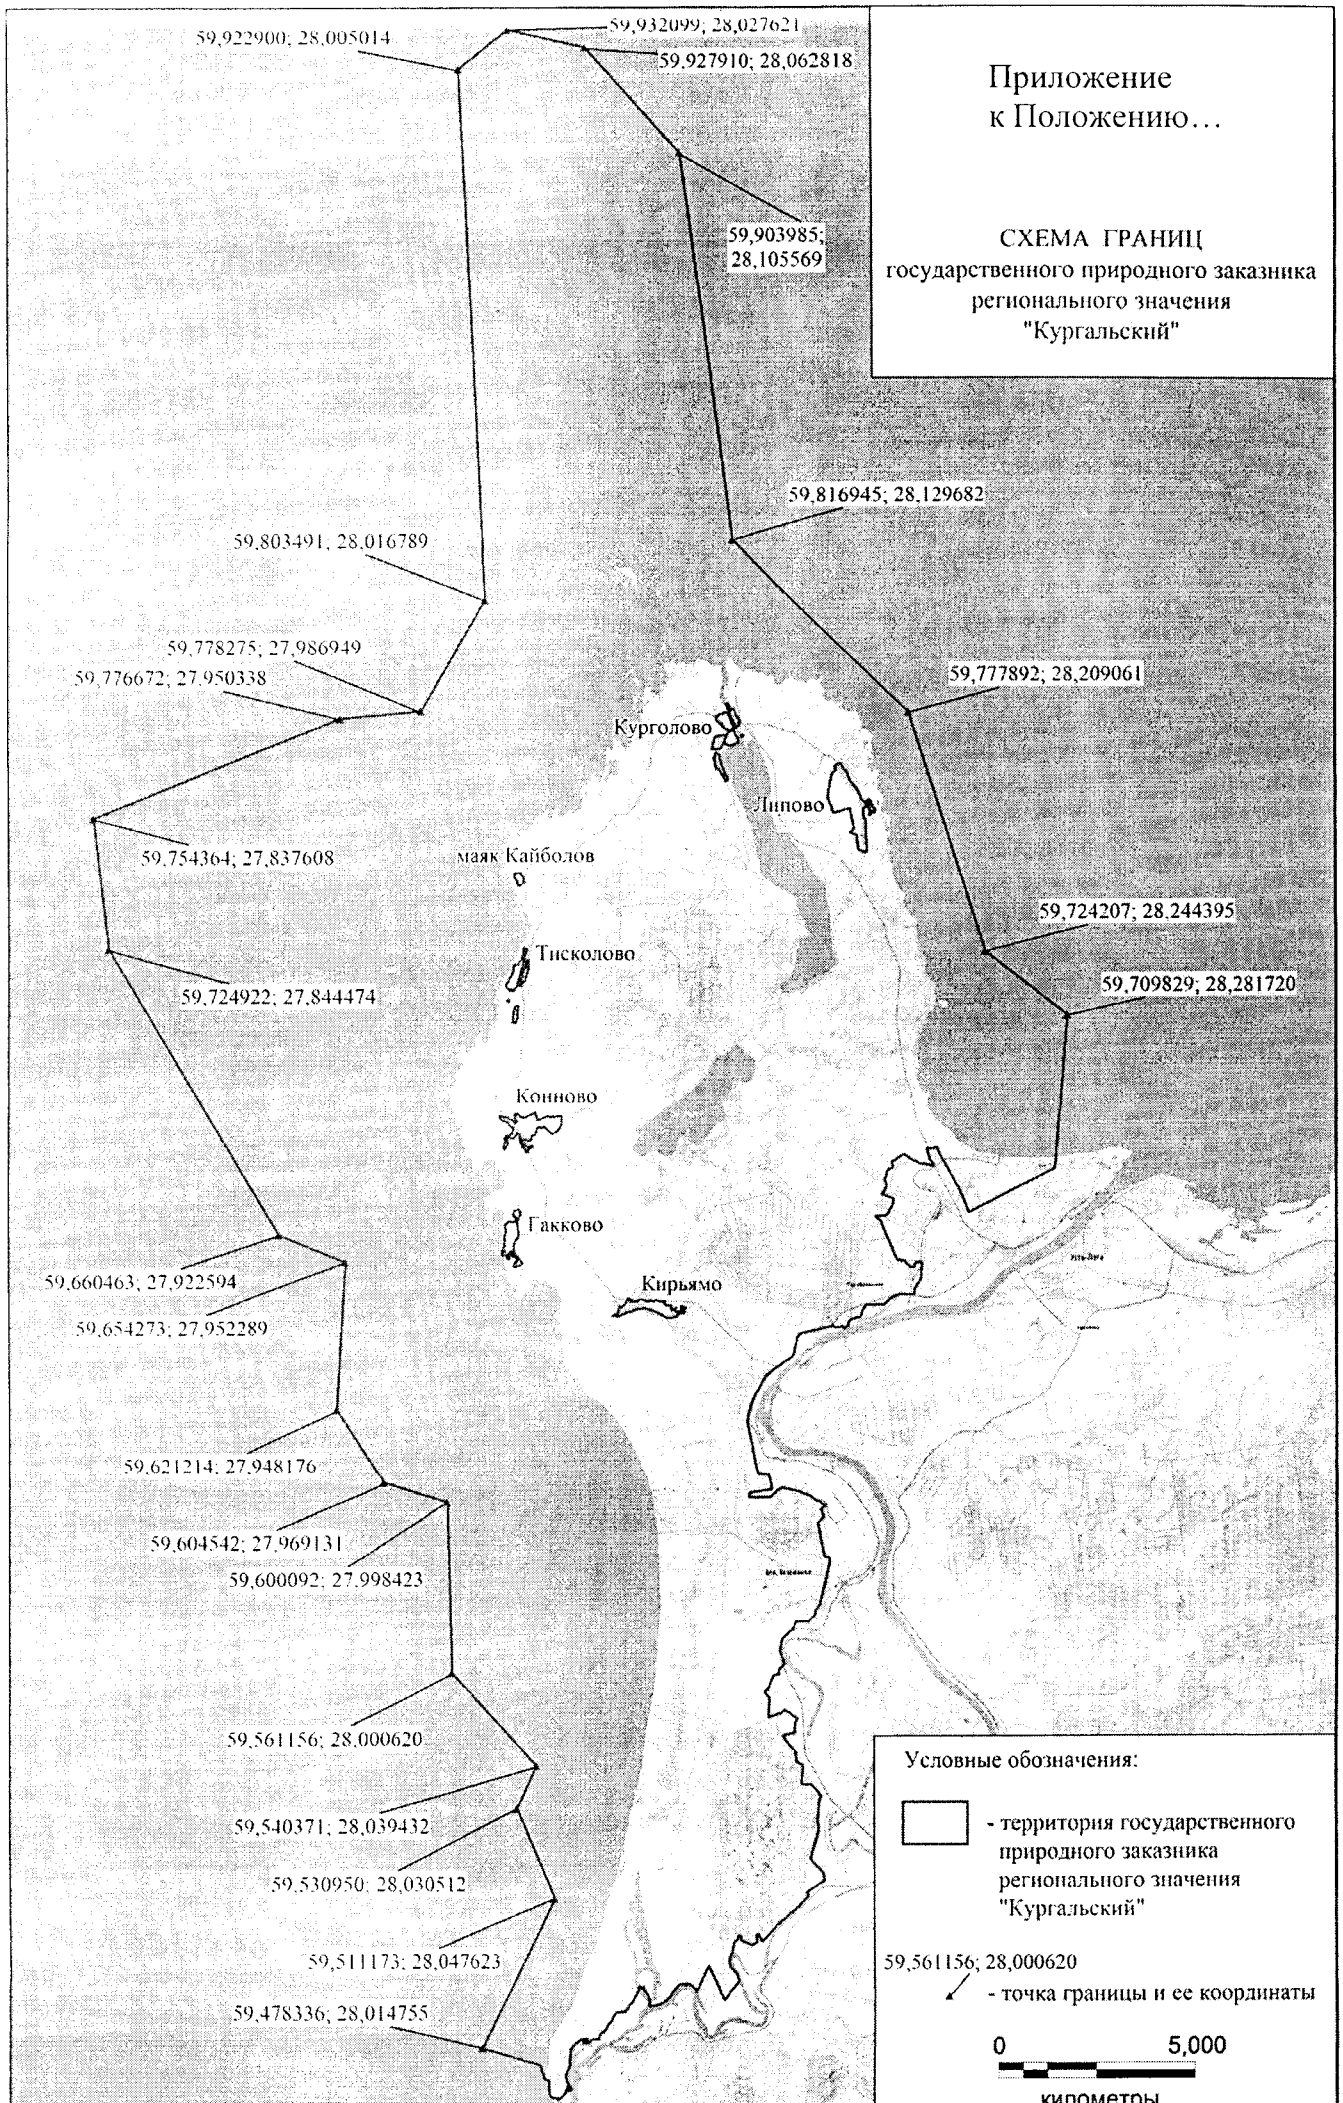 59,922900; 28,005014
59,932099; 28,027621
59,927910; 28,062818
Приложение
к Положению...
59,903985;
28,105569
СХЕМА ГРАНИЦ
государственного природного заказника
регионального значения
"Кургальский"
59,816945; 28,129682
59,803491, 28,016789
59,778275; 27,986949
59,776672; 27,950338
59,777892; 28,209061
Курголово
Липово
59,754364; 27,837608
маяк Кайболов
59,724207; 28,244395
Тисколово
59,724922; 27,844474
59,709829; 28,281720
Конново
Гакково
59,660463; 27,922594
Кирьямо
59,654273; 27,952289
59,621214; 27,948176
59,604542; 27,969131
59,600092; 27,998423
59,561156; 28,000620
59,540371; 28,039432
59,530950; 28,030512
59,511173; 28,047623
59,478336; 28,014755
Условные обозначения:
- территория государственного
природного заказника
регионального значения
"Кургальский"
59,561156; 28,000620
- точка границы и ее координаты
0 5,000
километры